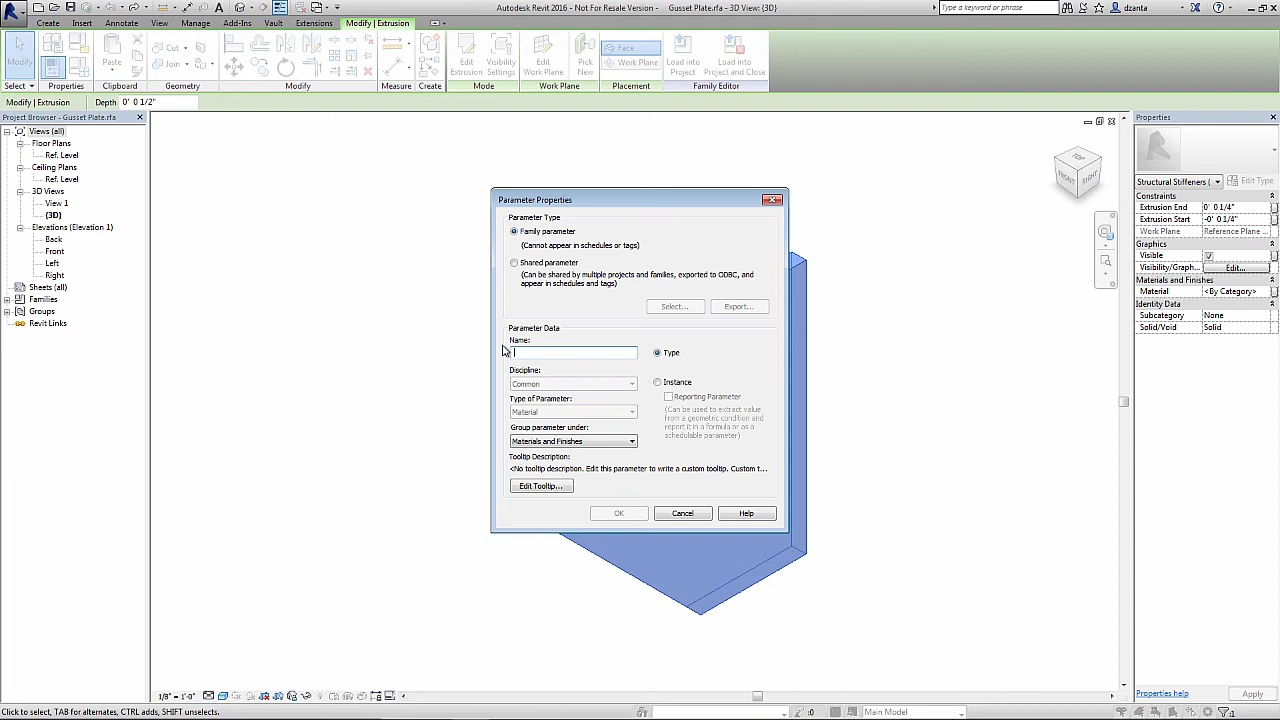 Autodesk Revit 2016 - Not For Resale Version - Gusset Plate.rfa - 3D View: {3D}
Type a keyword or phrase
dzanta
Create Insert Annotate View Manage Add-Ins Vault Extensions Modify | Extrusion
Modify
Paste
Cut
Join
Edit Extrusion
Visibility Settings
Edit Work Plane
Pick New
Face
Work Plane
Load into Project
Load into Project and Close
Select Properties Clipboard Geometry Modify Measure Create Mode Work Plane Placement Family Editor
Modify | Extrusion Depth 0' 0 1/2"
Project Browser - Gusset Plate.rfa
Views (all)
Floor Plans
Ref. Level
Ceiling Plans
Ref. Level
3D Views
View 1
{3D}
Elevations (Elevation 1)
Back
Front
Left
Right
Sheets (all)
Families
Groups
Revit Links
Parameter Properties
Parameter Type
Family parameter
(Cannot appear in schedules or tags)
Shared parameter
(Can be shared by multiple projects and families, exported to ODBC, and
appear in schedules and tags)
Select... Export...
Parameter Data
Name:
Type
Discipline:
Common
Instance
Reporting Parameter
(Can be used to extract value
from a geometric condition and
report it in a formula or as a
schedulable parameter)
Type of Parameter:
Material
Group parameter under:
Materials and Finishes
Tooltip Description:
<No tooltip description. Edit this parameter to write a custom tooltip. Custom t...
Edit Tooltip...
OK Cancel Help
TOP
FRONT
RIGHT
Properties
Structural Stiffeners ( Edit Type
Constraints
Extrusion End 0' 0 1/4"
Extrusion Start -0' 0 1/4"
Work Plane Reference Plane ...
Graphics
Visible
Visibility/Graph... Edit...
Materials and Finishes
Material <By Category>
Identity Data
Subcategory None
Solid/Void Solid
Properties help Apply
1/8" = 1'-0"
Click to select, TAB for alternates, CTRL adds, SHIFT unselects.
:0
Main Model
:1